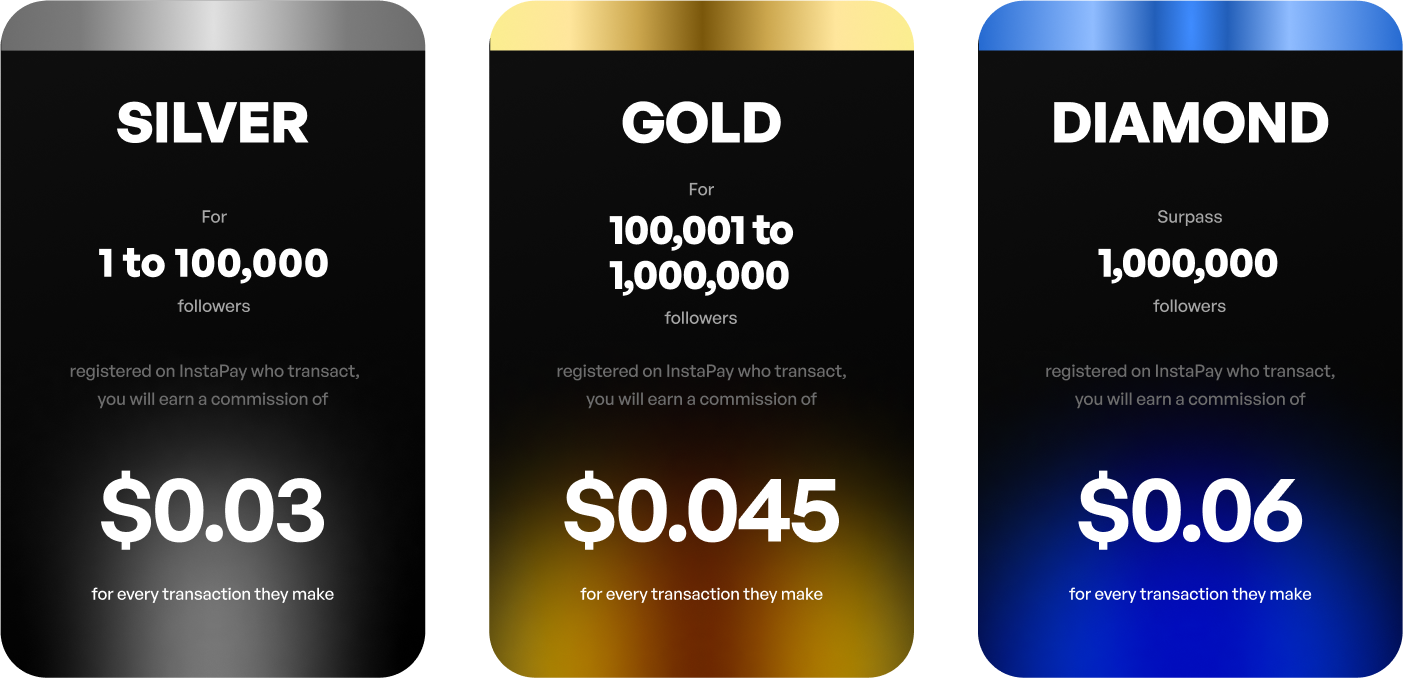 SILVER
For
1 to 100,000
followers
registered on InstaPay who transact,
you will earn a commission of
$0.03
for every transaction they make
GOLD
For
100,001 to
1,000,000
followers
registered on InstaPay who transact,
you will earn a commission of
$0.045
for every transaction they make
DIAMOND
Surpass
1,000,000
followers
registered on InstaPay who transact,
you will earn a commission of
$0.06
for every transaction they make